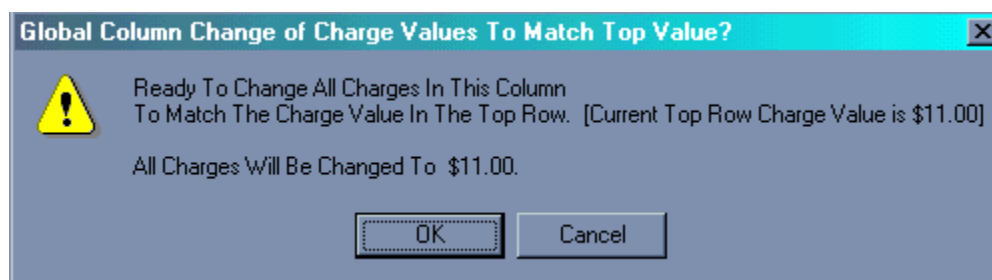 Global Column Change of Charge Values To Match Top Value?
Ready To Change All Charges In This Column
To Match The Charge Value In The Top Row.  [Current Top Row Charge Value is $11.00]
All Charges Will Be Changed To  $11.00.
OK
Cancel